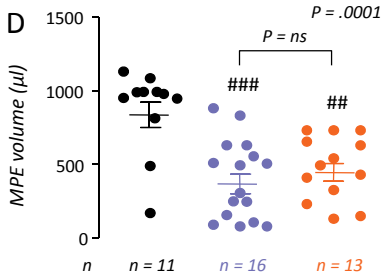 D
P = .0001
P = ns
###
##
MPE volume (µl)
1500
1000
500
0
n n = 11 n = 16 n = 13